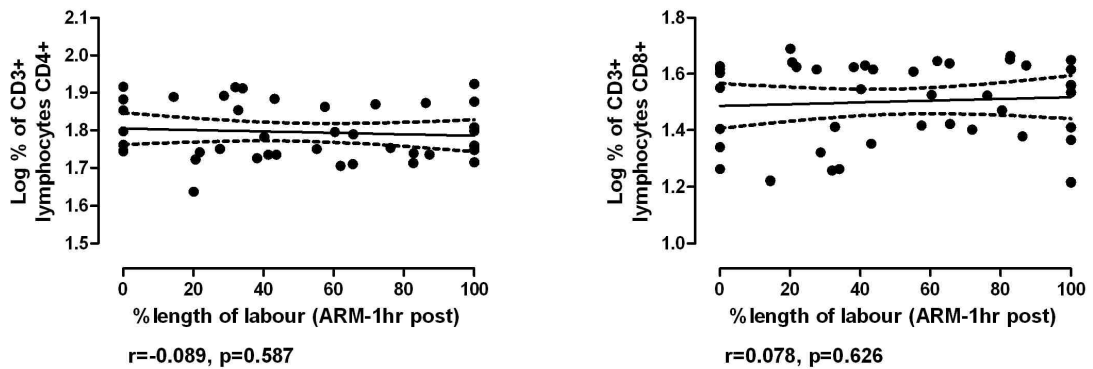 Log % of CD3+
lymphocytes CD4+
2.1
2.0
1.9
1.8
1.7
1.6
1.5
0 20 40 60 80 100
%length of labour (ARM-1hr post)
r=-0.089, p=0.587
Log % of CD3+
lymphocytes CD8+
1.8
1.6
1.4
1.2
1.0
0 20 40 60 80 100
%length of labour (ARM-1hr post)
r=0.078, p=0.626